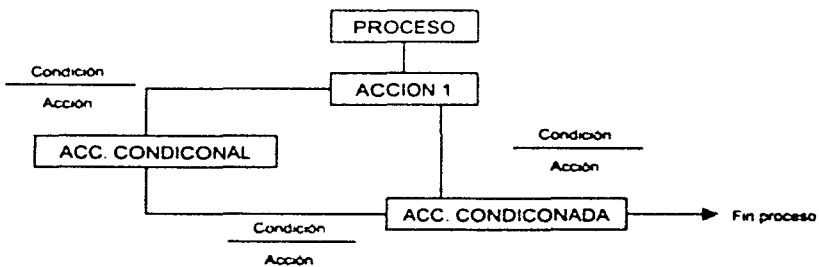 PROCESO
Condición
Acción
ACCION 1
Condición
Acción
ACC. CONDICONAL
ACC. CONDICONADA
Fin proceso
Condición
Acción